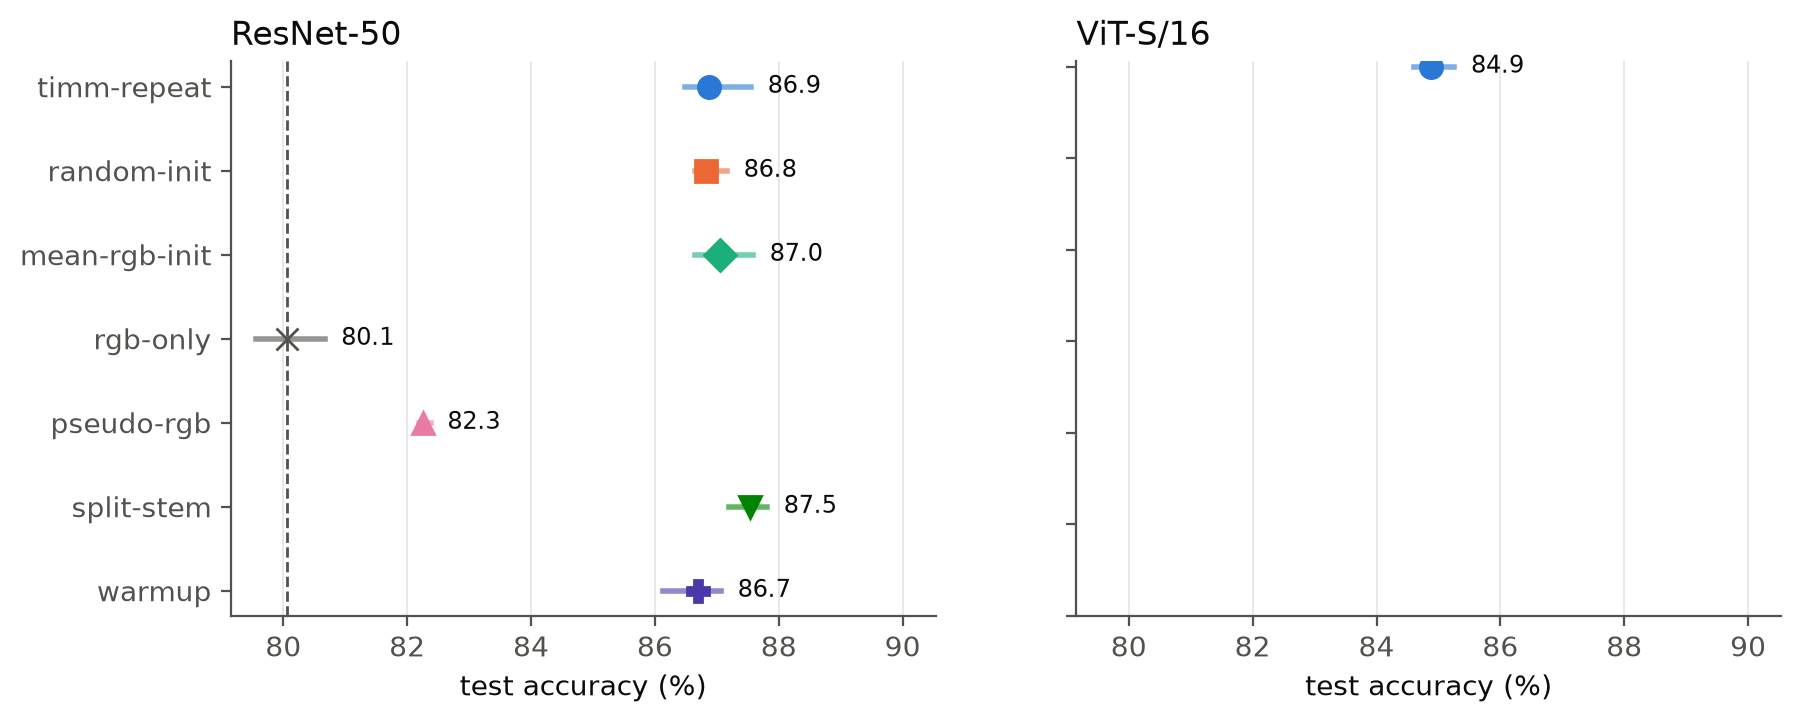 ResNet-50
ViT-S/16
timm-repeat
86.9
84.9
random-init
86.8
mean-rgb-init
87.0
rgb-only
80.1
pseudo-rgb
82.3
split-stem
87.5
warmup
86.7
80 82 84 86 88 90
80 82 84 86 88 90
test accuracy (%)
test accuracy (%)